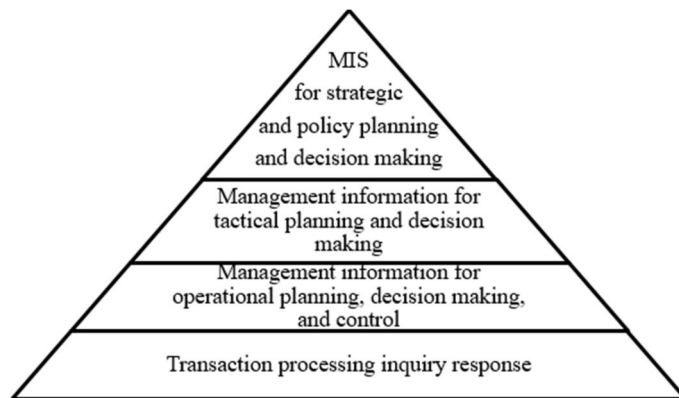 MIS
for strategic
and policy planning
and decision making
Management information for
tactical planning and decision
making
Management information for
operational planning, decision making,
and control
Transaction processing inquiry response